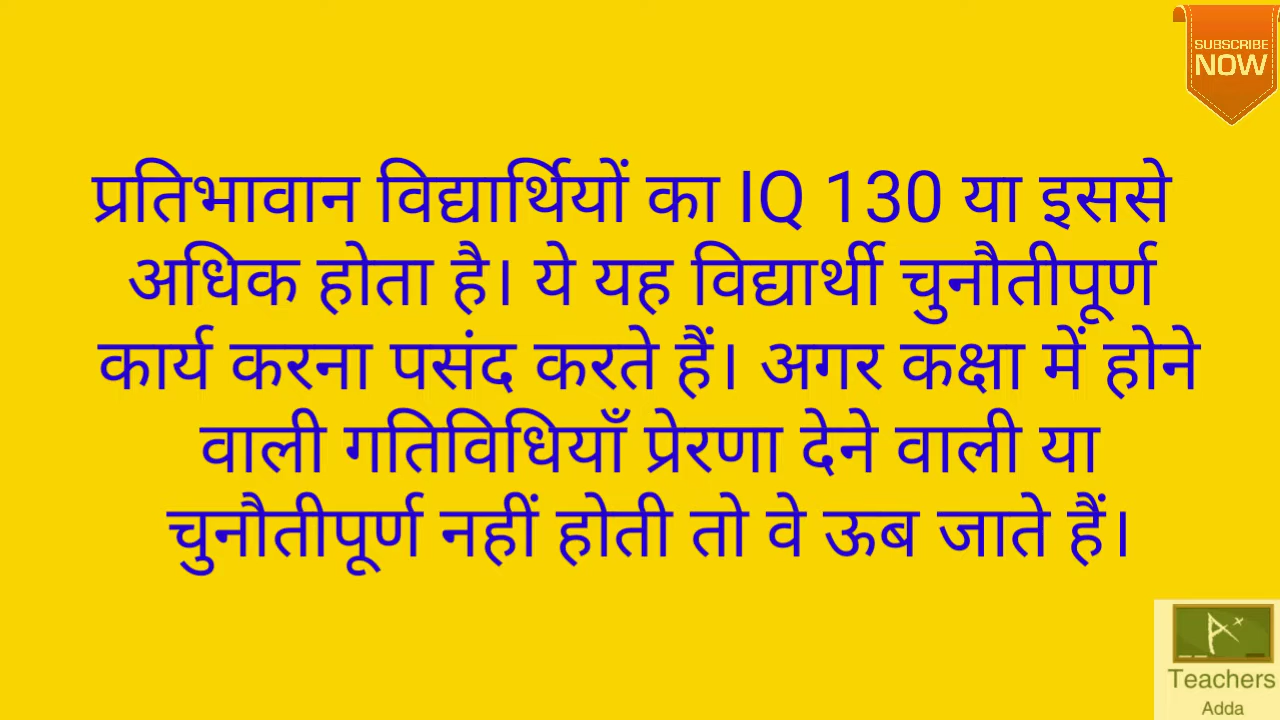 SUBSCRIBE
NOW
प्रतिभावान विद्यार्थियों का IQ 130 या इससे
अधिक होता है। ये यह विद्यार्थी चुनौतीपूर्ण
कार्य करना पसंद करते हैं। अगर कक्षा में होने
वाली गतिविधियाँ प्रेरणा देने वाली या
चुनौतीपूर्ण नहीं होती तो वे ऊब जाते हैं।
A+
Teachers
Adda